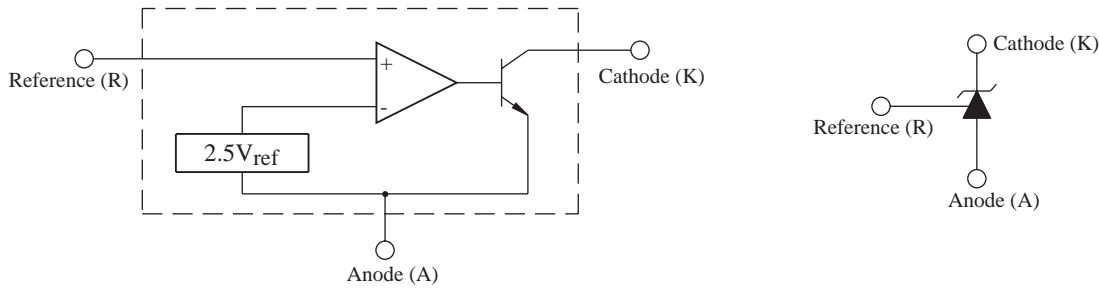 Reference (R)
+
-
2.5Vref
Cathode (K)
Anode (A)
Cathode (K)
Reference (R)
Anode (A)